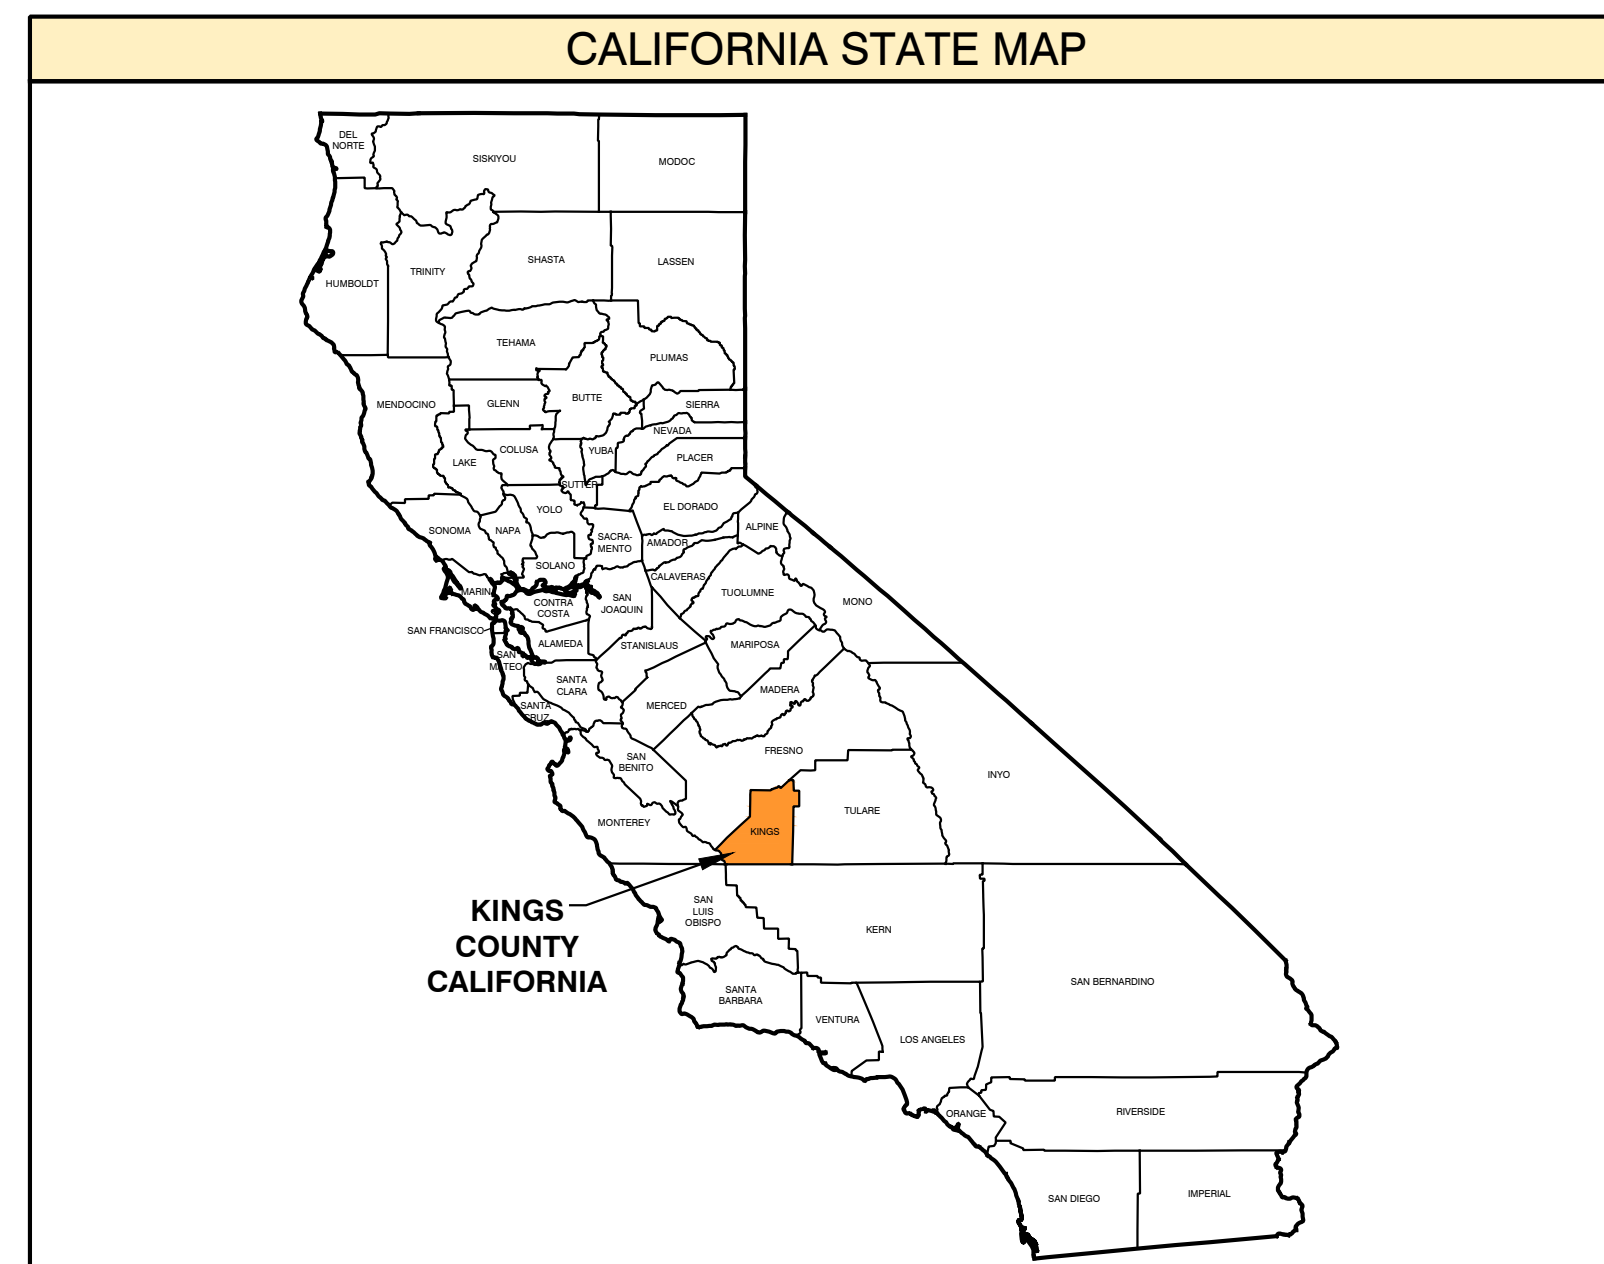 CALIFORNIA STATE MAP
DEL
NORTE
SISKIYOU
MODOC
SHASTA
LASSEN
TRINITY
HUMBOLDT
TEHAMA
PLUMAS
BUTTE
MENDOCINO
GLENN
SIERRA
NEVADA
COLUSA
YUBA
PLACER
LAKE
SUTTER
EL DORADO
YOLO
SONOMA
NAPA
ALPINE
SACRA-
MENTO
AMADOR
SOLANO
CALAVERAS
MARIN
TUOLUMNE
MONO
CONTRA
COSTA
SAN
JOAQUIN
SAN FRANCISCO
ALAMEDA
STANISLAUS
MARIPOSA
SAN
MATEO
SANTA
CLARA
MADERA
SANTA
CRUZ
MERCED
FRESNO
SAN
BENITO
INYO
TULARE
MONTEREY
KINGS
KINGS
COUNTY
CALIFORNIA
SAN
LUIS
OBISPO
KERN
SAN BERNARDINO
SANTA
BARBARA
VENTURA
LOS ANGELES
ORANGE
RIVERSIDE
SAN DIEGO
IMPERIAL